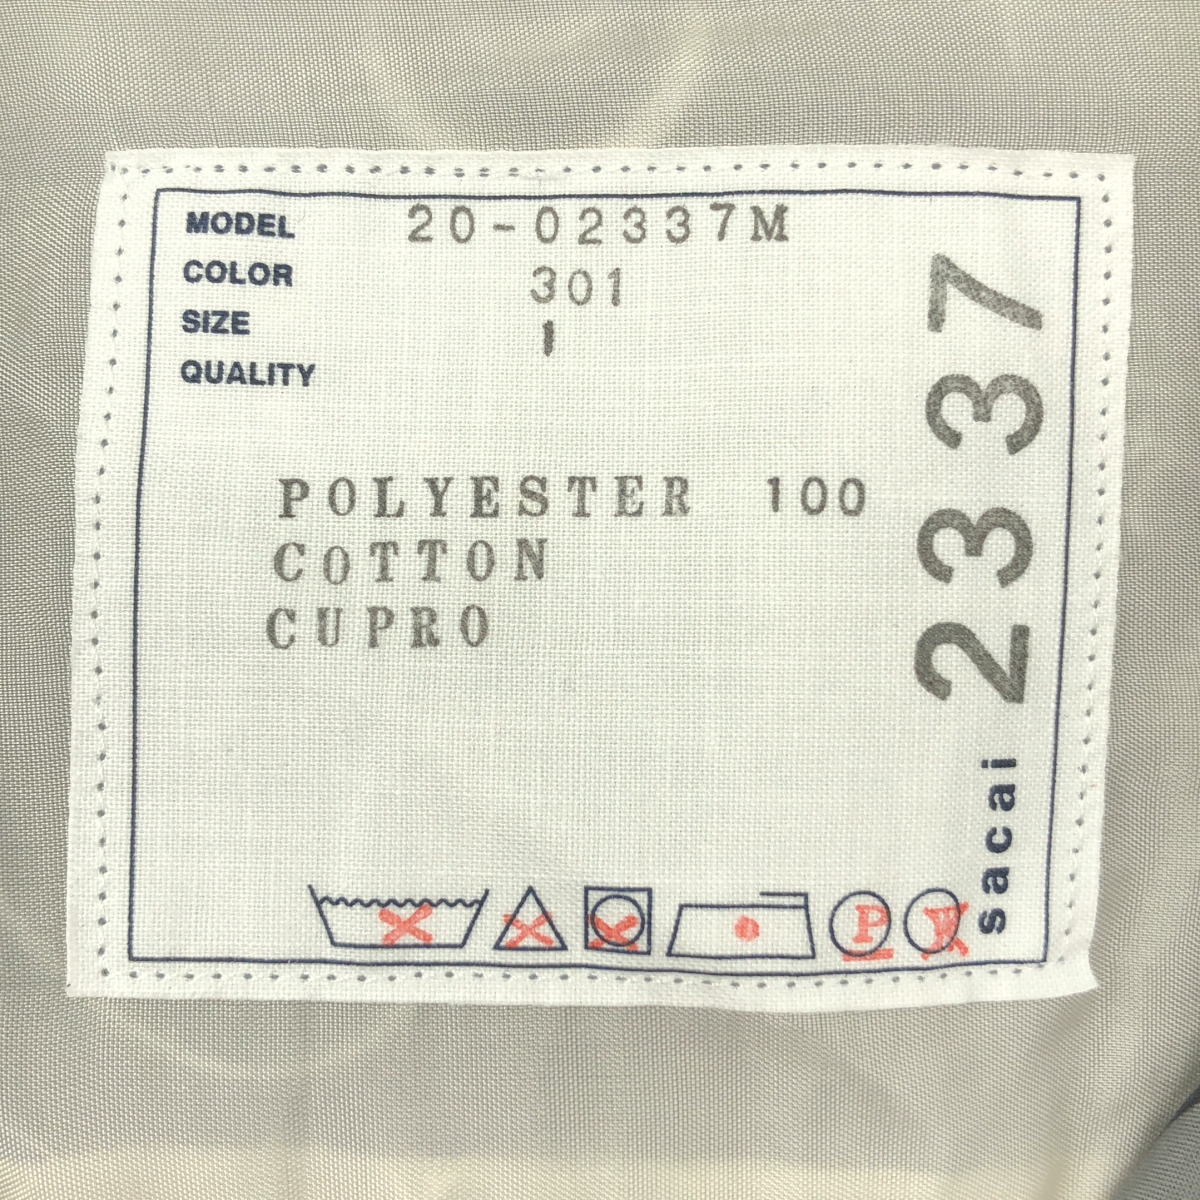 MODEL 20-02337M
COLOR 301
SIZE 1
QUALITY
POLYESTER 100
COTTON
CUPRO
P
W
sacai 2337